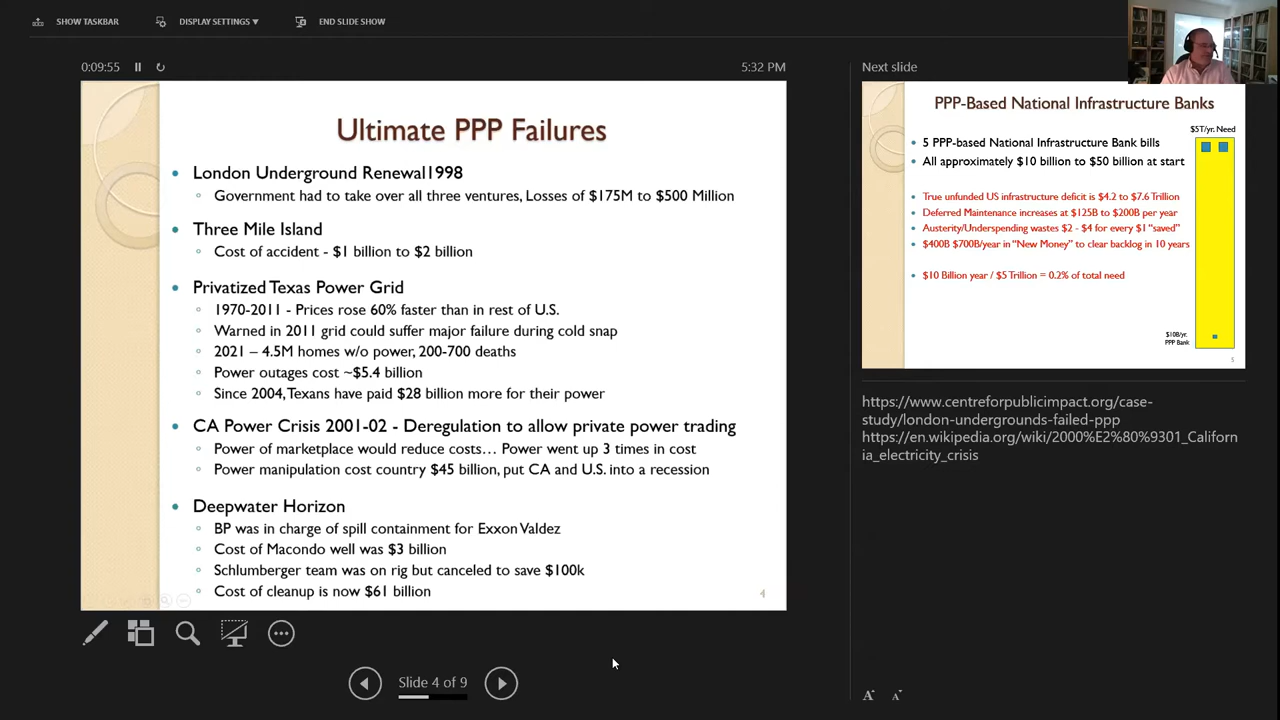 SHOW TASKBAR
DISPLAY SETTINGS ▼
END SLIDE SHOW
0:09:55
5:32 PM
Ultimate PPP Failures
London Underground Renewal1998
Government had to take over all three ventures, Losses of $175M to $500 Million
Three Mile Island
Cost of accident - $1 billion to $2 billion
Privatized Texas Power Grid
1970-2011 - Prices rose 60% faster than in rest of U.S.
Warned in 2011 grid could suffer major failure during cold snap
2021 – 4.5M homes w/o power, 200-700 deaths
Power outages cost ~$5.4 billion
Since 2004, Texans have paid $28 billion more for their power
CA Power Crisis 2001-02 - Deregulation to allow private power trading
Power of marketplace would reduce costs… Power went up 3 times in cost
Power manipulation cost country $45 billion, put CA and U.S. into a recession
Deepwater Horizon
BP was in charge of spill containment for Exxon Valdez
Cost of Macondo well was $3 billion
Schlumberger team was on rig but canceled to save $100k
Cost of cleanup is now $61 billion
4
Slide 4 of 9
Next slide
PPP-Based National Infrastructure Banks
$5T/yr. Need
5 PPP-based National Infrastructure Bank bills
All approximately $10 billion to $50 billion at start
True unfunded US infrastructure deficit is $4.2 to $7.6 Trillion
Deferred Maintenance increases at $125B to $200B per year
Austerity/Underspending wastes $2 - $4 for every $1 “saved”
$400B $700B/year in “New Money” to clear backlog in 10 years
$10 Billion year / $5 Trillion = 0.2% of total need
$10B/yr.
PPP Bank
5
https://www.centreforpublicimpact.org/case-
study/london-undergrounds-failed-ppp
https://en.wikipedia.org/wiki/2000%E2%80%9301_Californ
ia_electricity_crisis
A A